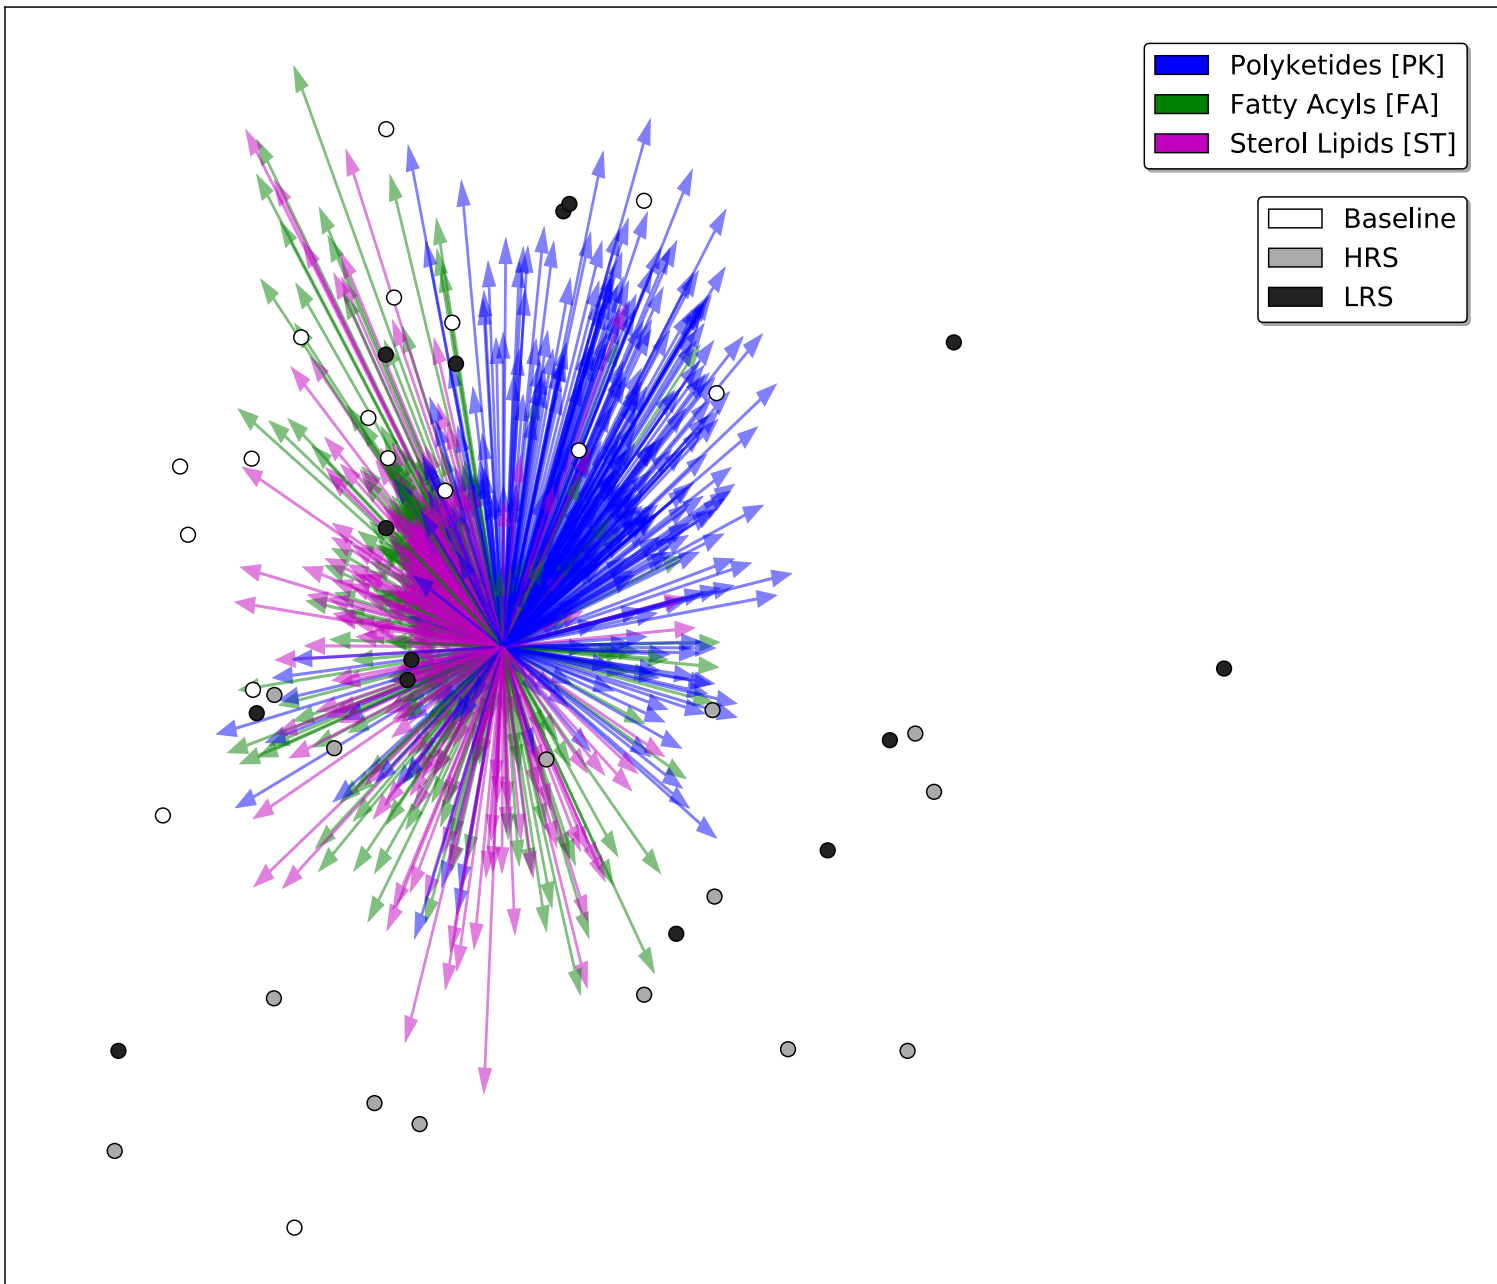 Polyketides [PK]
Fatty Acyls [FA]
Sterol Lipids [ST]
Baseline
HRS
LRS